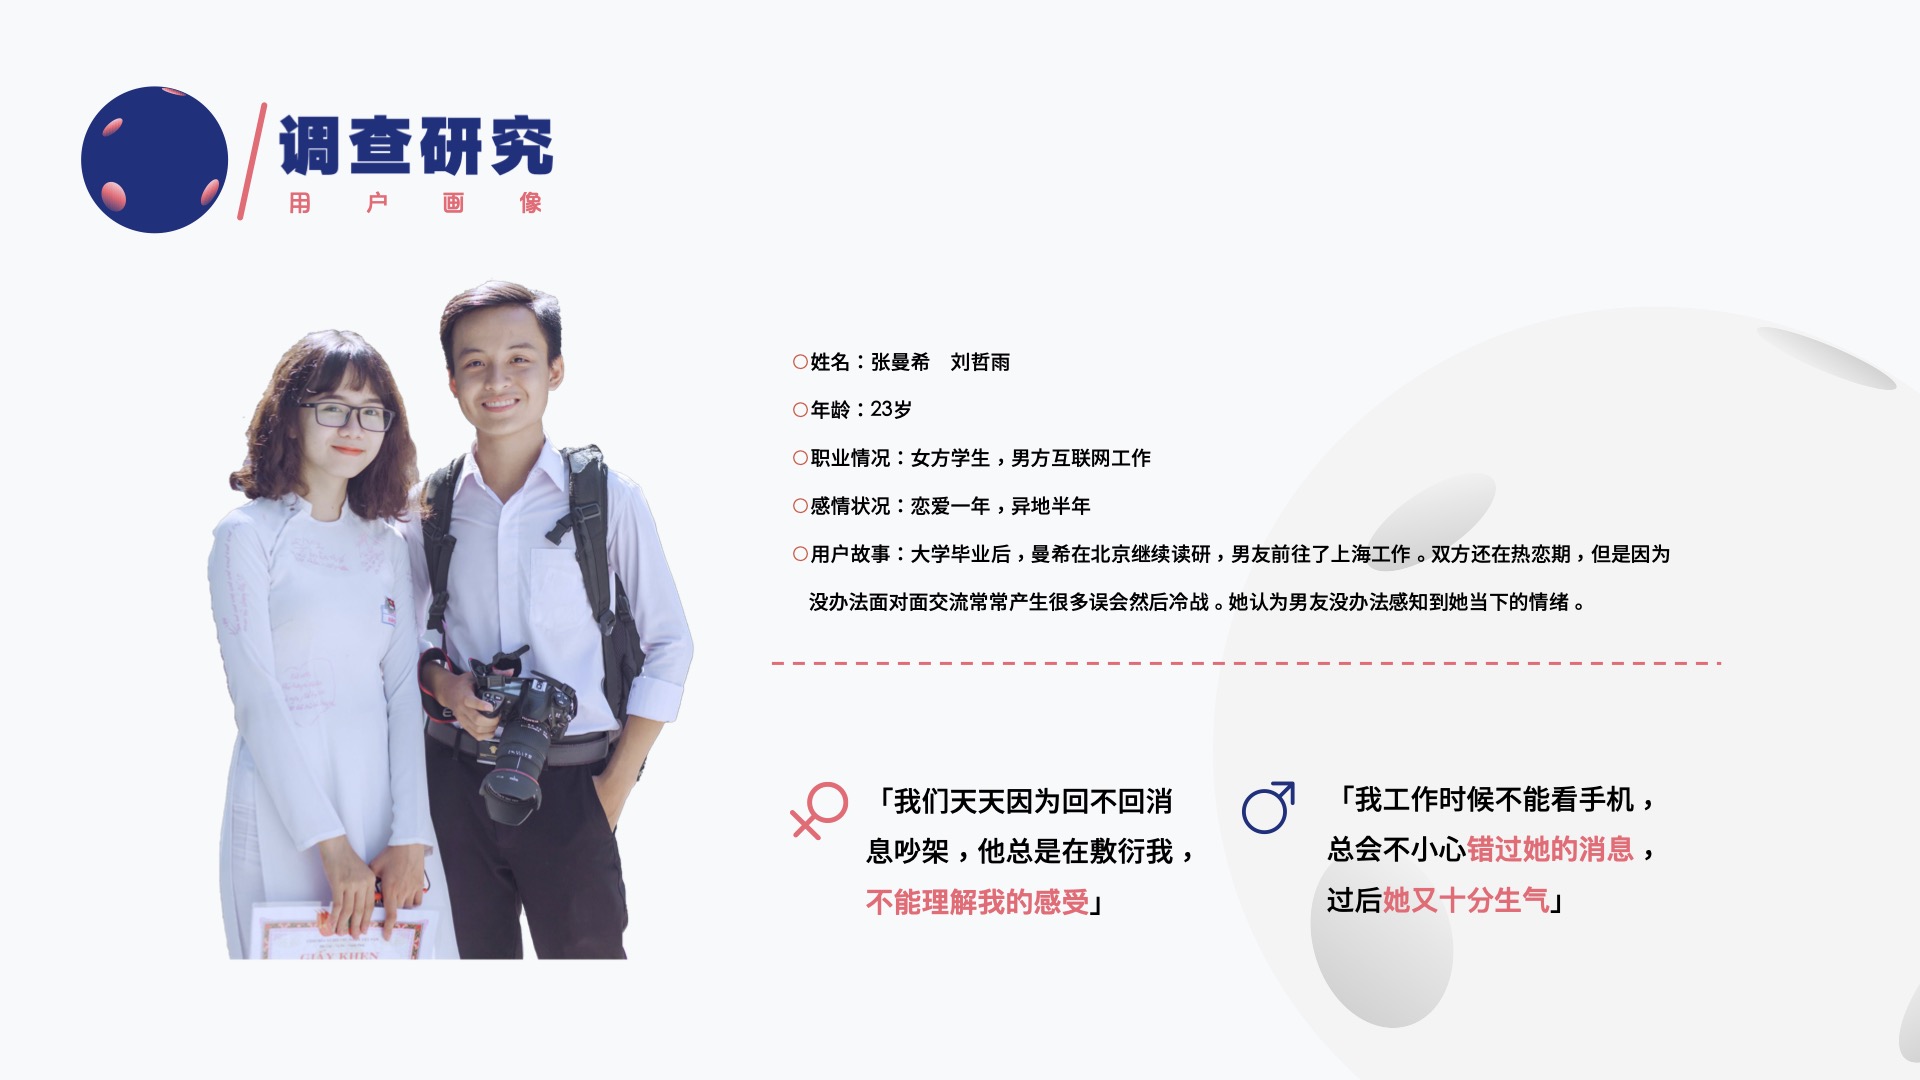 调查研究
用户画像
○姓名：张曼希　刘哲雨
○年龄：23岁
○职业情况：女方学生，男方互联网工作
○感情状况：恋爱一年，异地半年
○用户故事：大学毕业后，曼希在北京继续读研，男友前往了上海工作。双方还在热恋期，但是因为
没办法面对面交流常常产生很多误会然后冷战。她认为男友没办法感知到她当下的情绪。
「我们天天因为回不回消
息吵架，他总是在敷衍我，
不能理解我的感受」
「我工作时候不能看手机，
总会不小心错过她的消息，
过后她又十分生气」
GIẤY KHEN